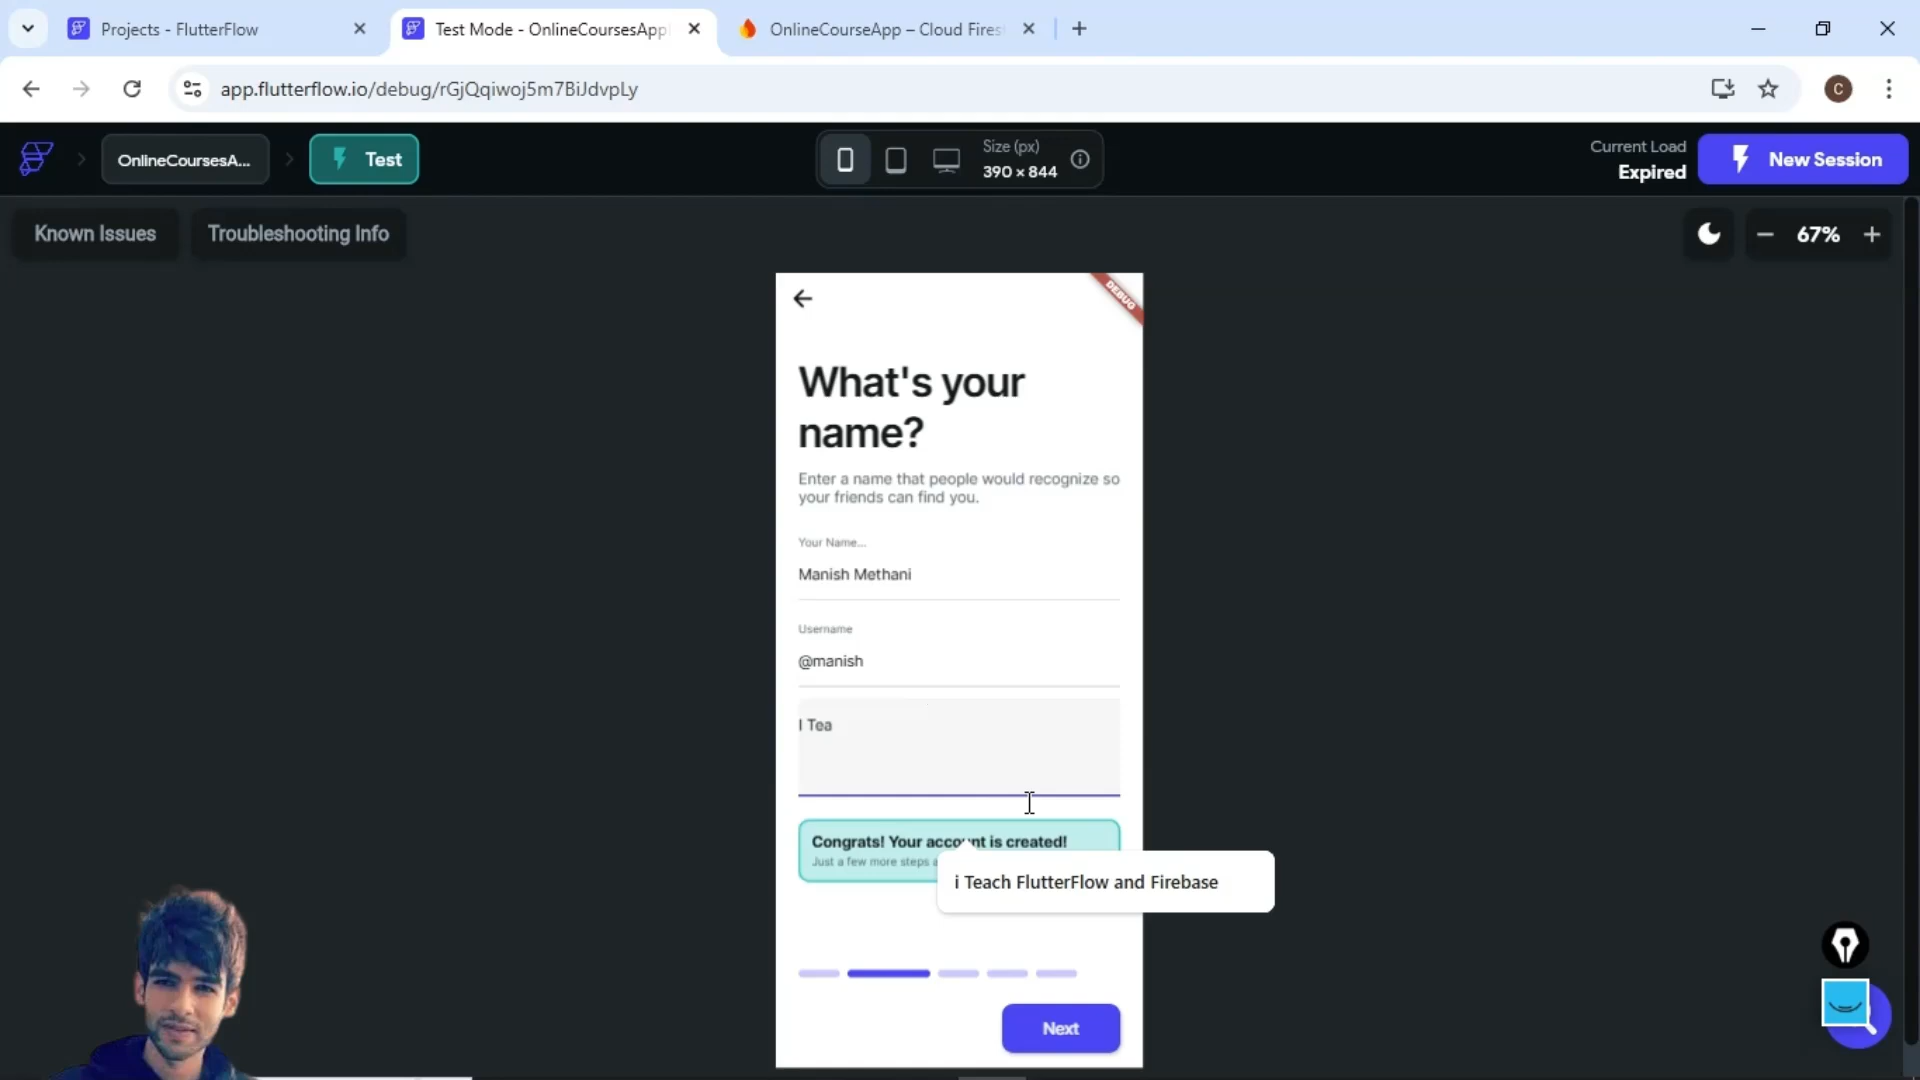 Projects - FlutterFlow
Test Mode - OnlineCoursesApp
OnlineCourseApp – Cloud Fires
app.flutterflow.io/debug/rGjQqiwoj5m7BiJdvpLy
C
OnlineCoursesA...
Test
Size (px)
390 × 844
Current Load
Expired
New Session
Known Issues
Troubleshooting Info
67%
DEBUG
What's your
name?
Enter a name that people would recognize so
your friends can find you.
Your Name...
Manish Methani
Username
@manish
I Tea
Congrats! Your account is created!
Just a few more steps
i Teach FlutterFlow and Firebase
Next